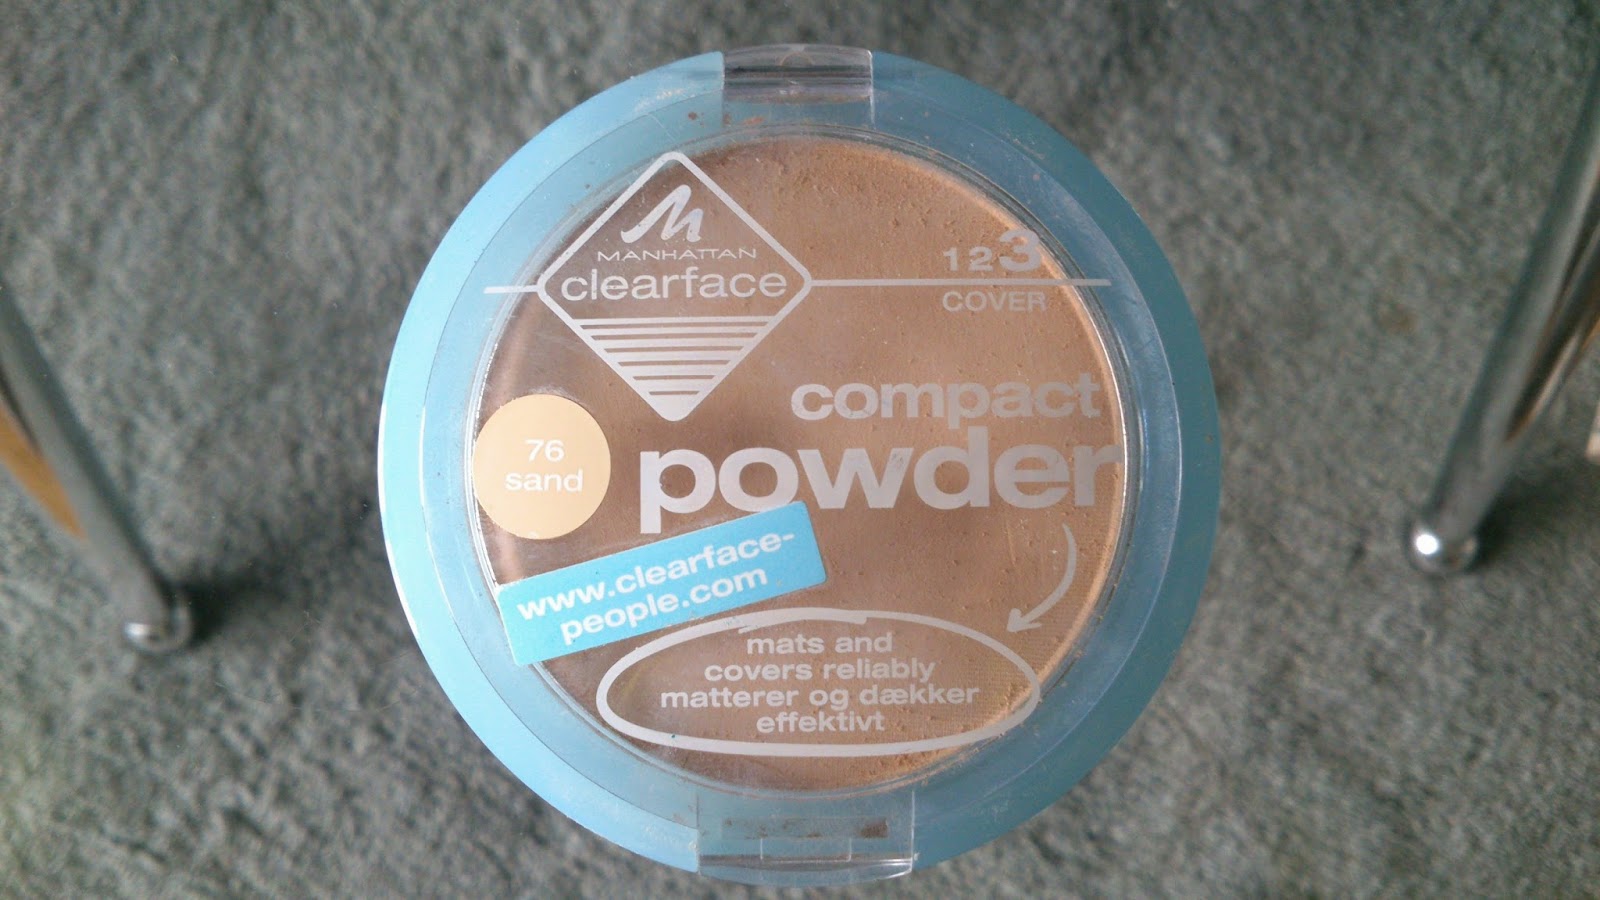 M
MANHATTAN
clearface
123
COVER
compact
powder
76
sand
www.clearface-
people.com
mats and
covers reliably
matterer og dækker
effektivt